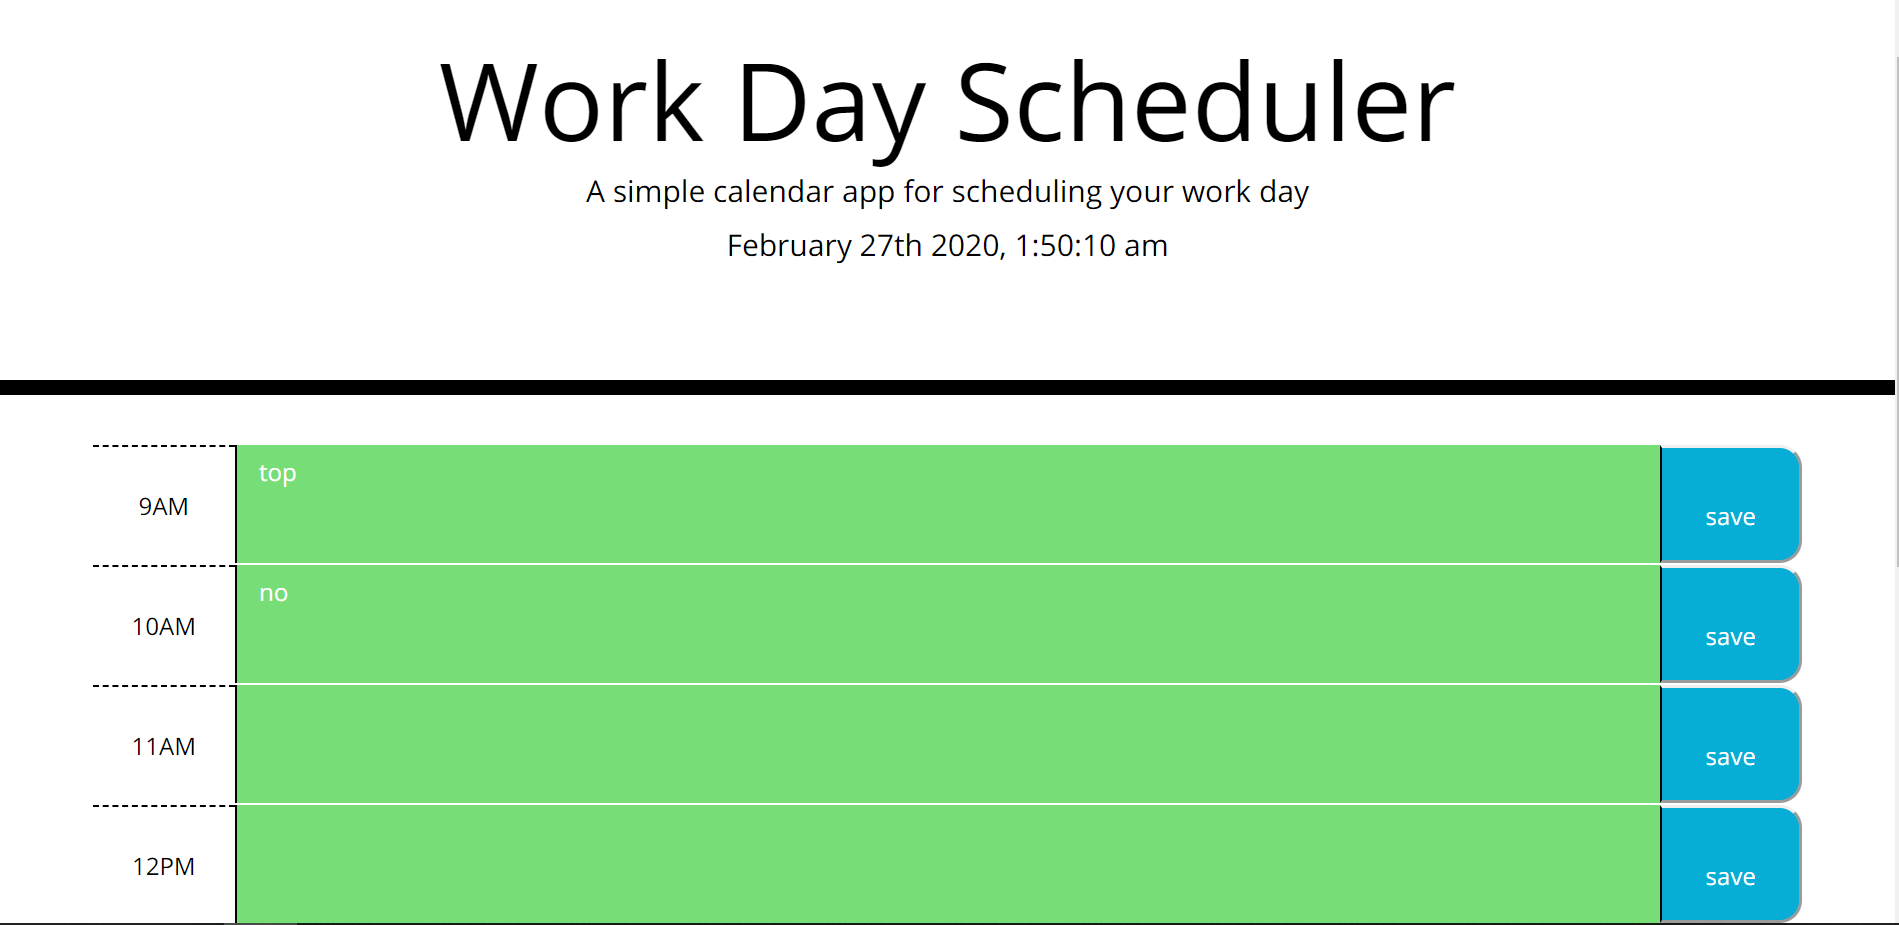 Work Day Scheduler
A simple calendar app for scheduling your work day
February 27th 2020, 1:50:10 am
top
9AM
save
no
10AM
save
11AM
save
12PM
save